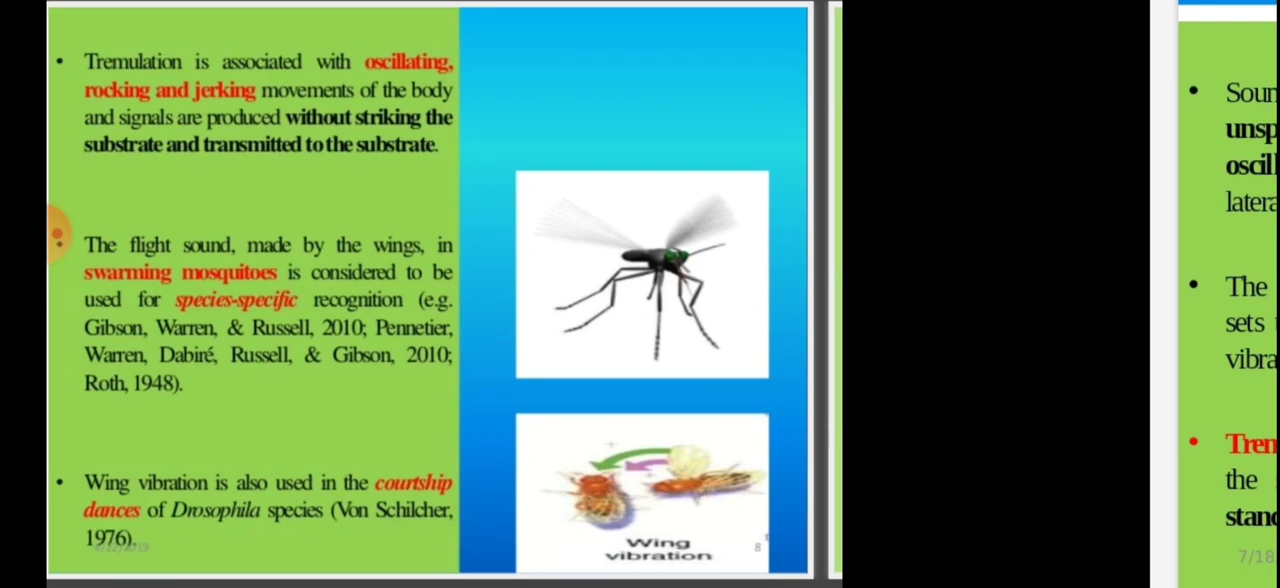 • Tremulation is associated with oscillating,
rocking and jerking movements of the body
and signals are produced without striking the
substrate and transmitted to the substrate.
• The flight sound, made by the wings, in
swarming mosquitoes is considered to be
used for species-specific recognition (e.g.
Gibson, Warren, & Russell, 2010; Pennetier,
Warren, Dabiré, Russell, & Gibson, 2010;
Roth, 1948).
• Wing vibration is also used in the courtship
dances of Drosophila species (Von Schilcher,
1976).
Wing
vibration
8
• Soun
unsp
oscil
latera
• The
sets
vibra
• Trem
the
stand
7/18